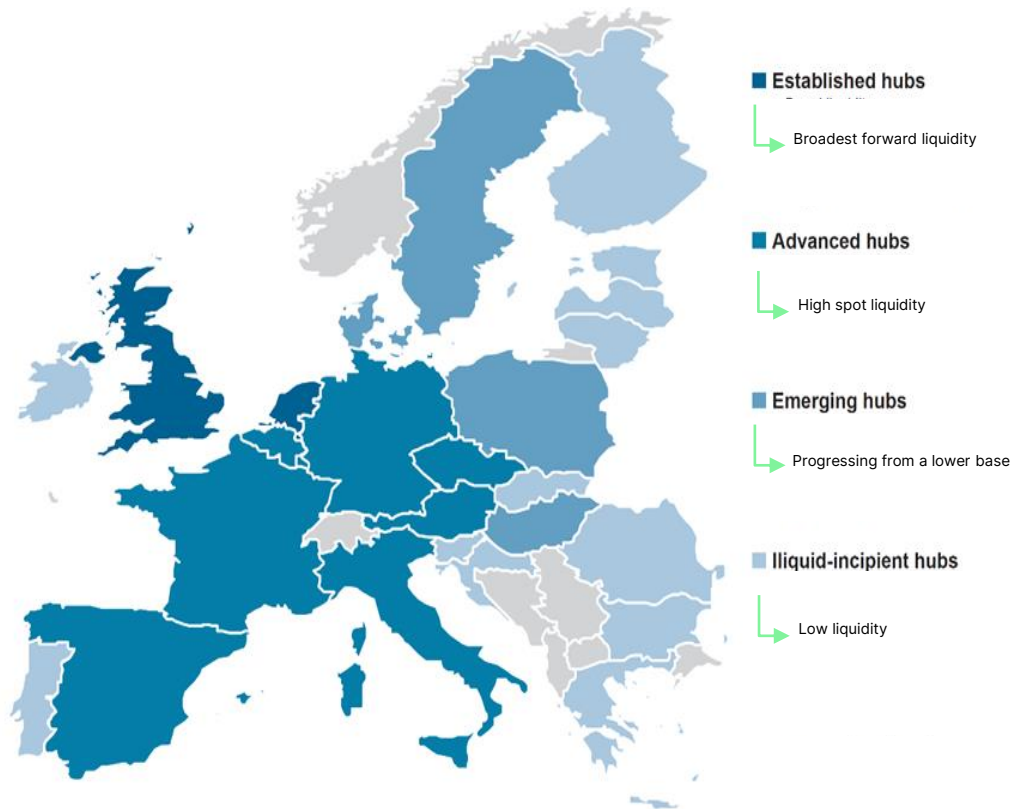 Established hubs
Broadest forward liquidity
Advanced hubs
High spot liquidity
Emerging hubs
Progressing from a lower base
Iliquid-incipient hubs
Low liquidity